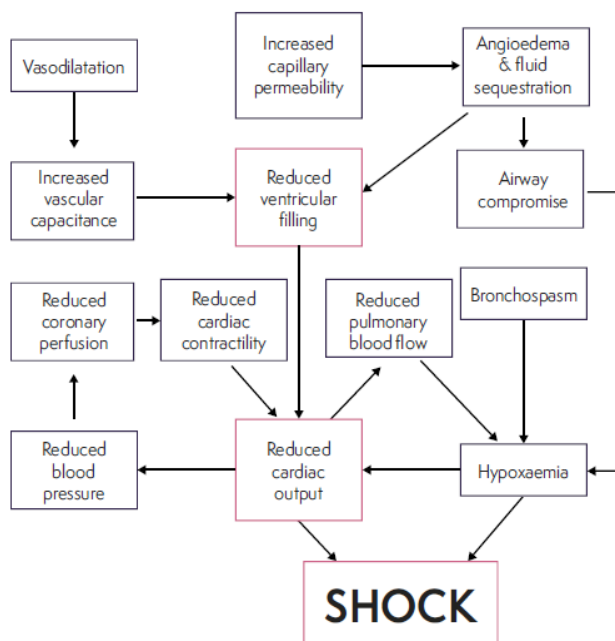 Vasodilatation
Increased
capillary
permeability
Angioedema
& fluid
sequestration
Increased
vascular
capacitance
Reduced
ventricular
filling
Airway
compromise
Reduced
coronary
perfusion
Reduced
cardiac
contractility
Reduced
pulmonary
blood flow
Bronchospasm
Reduced
blood
pressure
Reduced
cardiac
output
Hypoxaemia
SHOCK